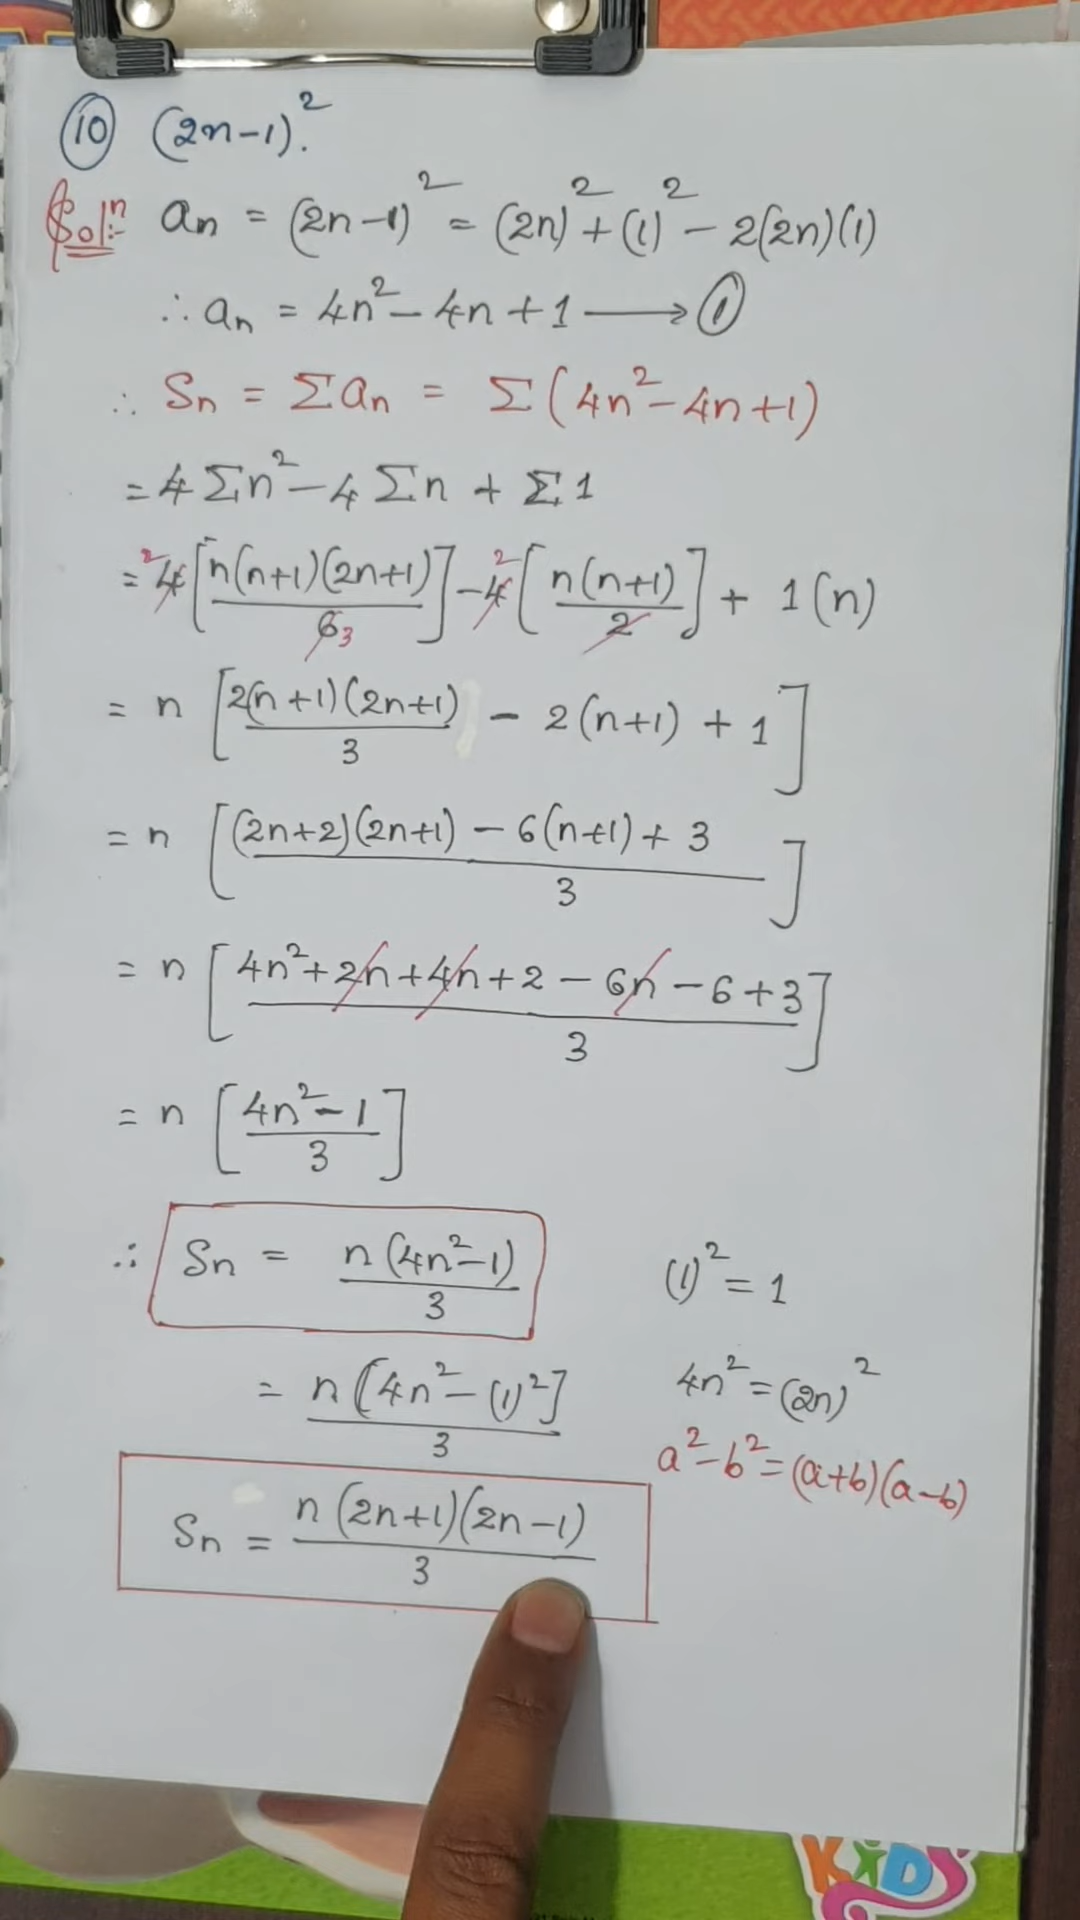 10 (2n-1)².
Solⁿ:- aₙ = (2n-1)² = (2n)² + (1)² - 2(2n)(1)
∴ aₙ = 4n² - 4n + 1 ⟶ ①
∴ Sₙ = Σaₙ = Σ(4n² - 4n + 1)
= 4Σn² - 4Σn + Σ1
= ²4[n(n+1)(2n+1)/6 3] - 4²[n(n+1)/2] + 1(n)
= n [2(n+1)(2n+1)/3 - 2(n+1) + 1]
= n [(2n+2)(2n+1) - 6(n+1) + 3 / 3]
= n [4n² + 2n + 4n + 2 - 6n - 6 + 3 / 3]
= n [4n² - 1 / 3]
∴ Sₙ = n(4n² - 1)/3
(1)² = 1
= n[4n² - (1)²]/3
4n² = (2n)²
a² - b² = (a+b)(a-b)
Sₙ = n(2n+1)(2n-1)/3
KiDS